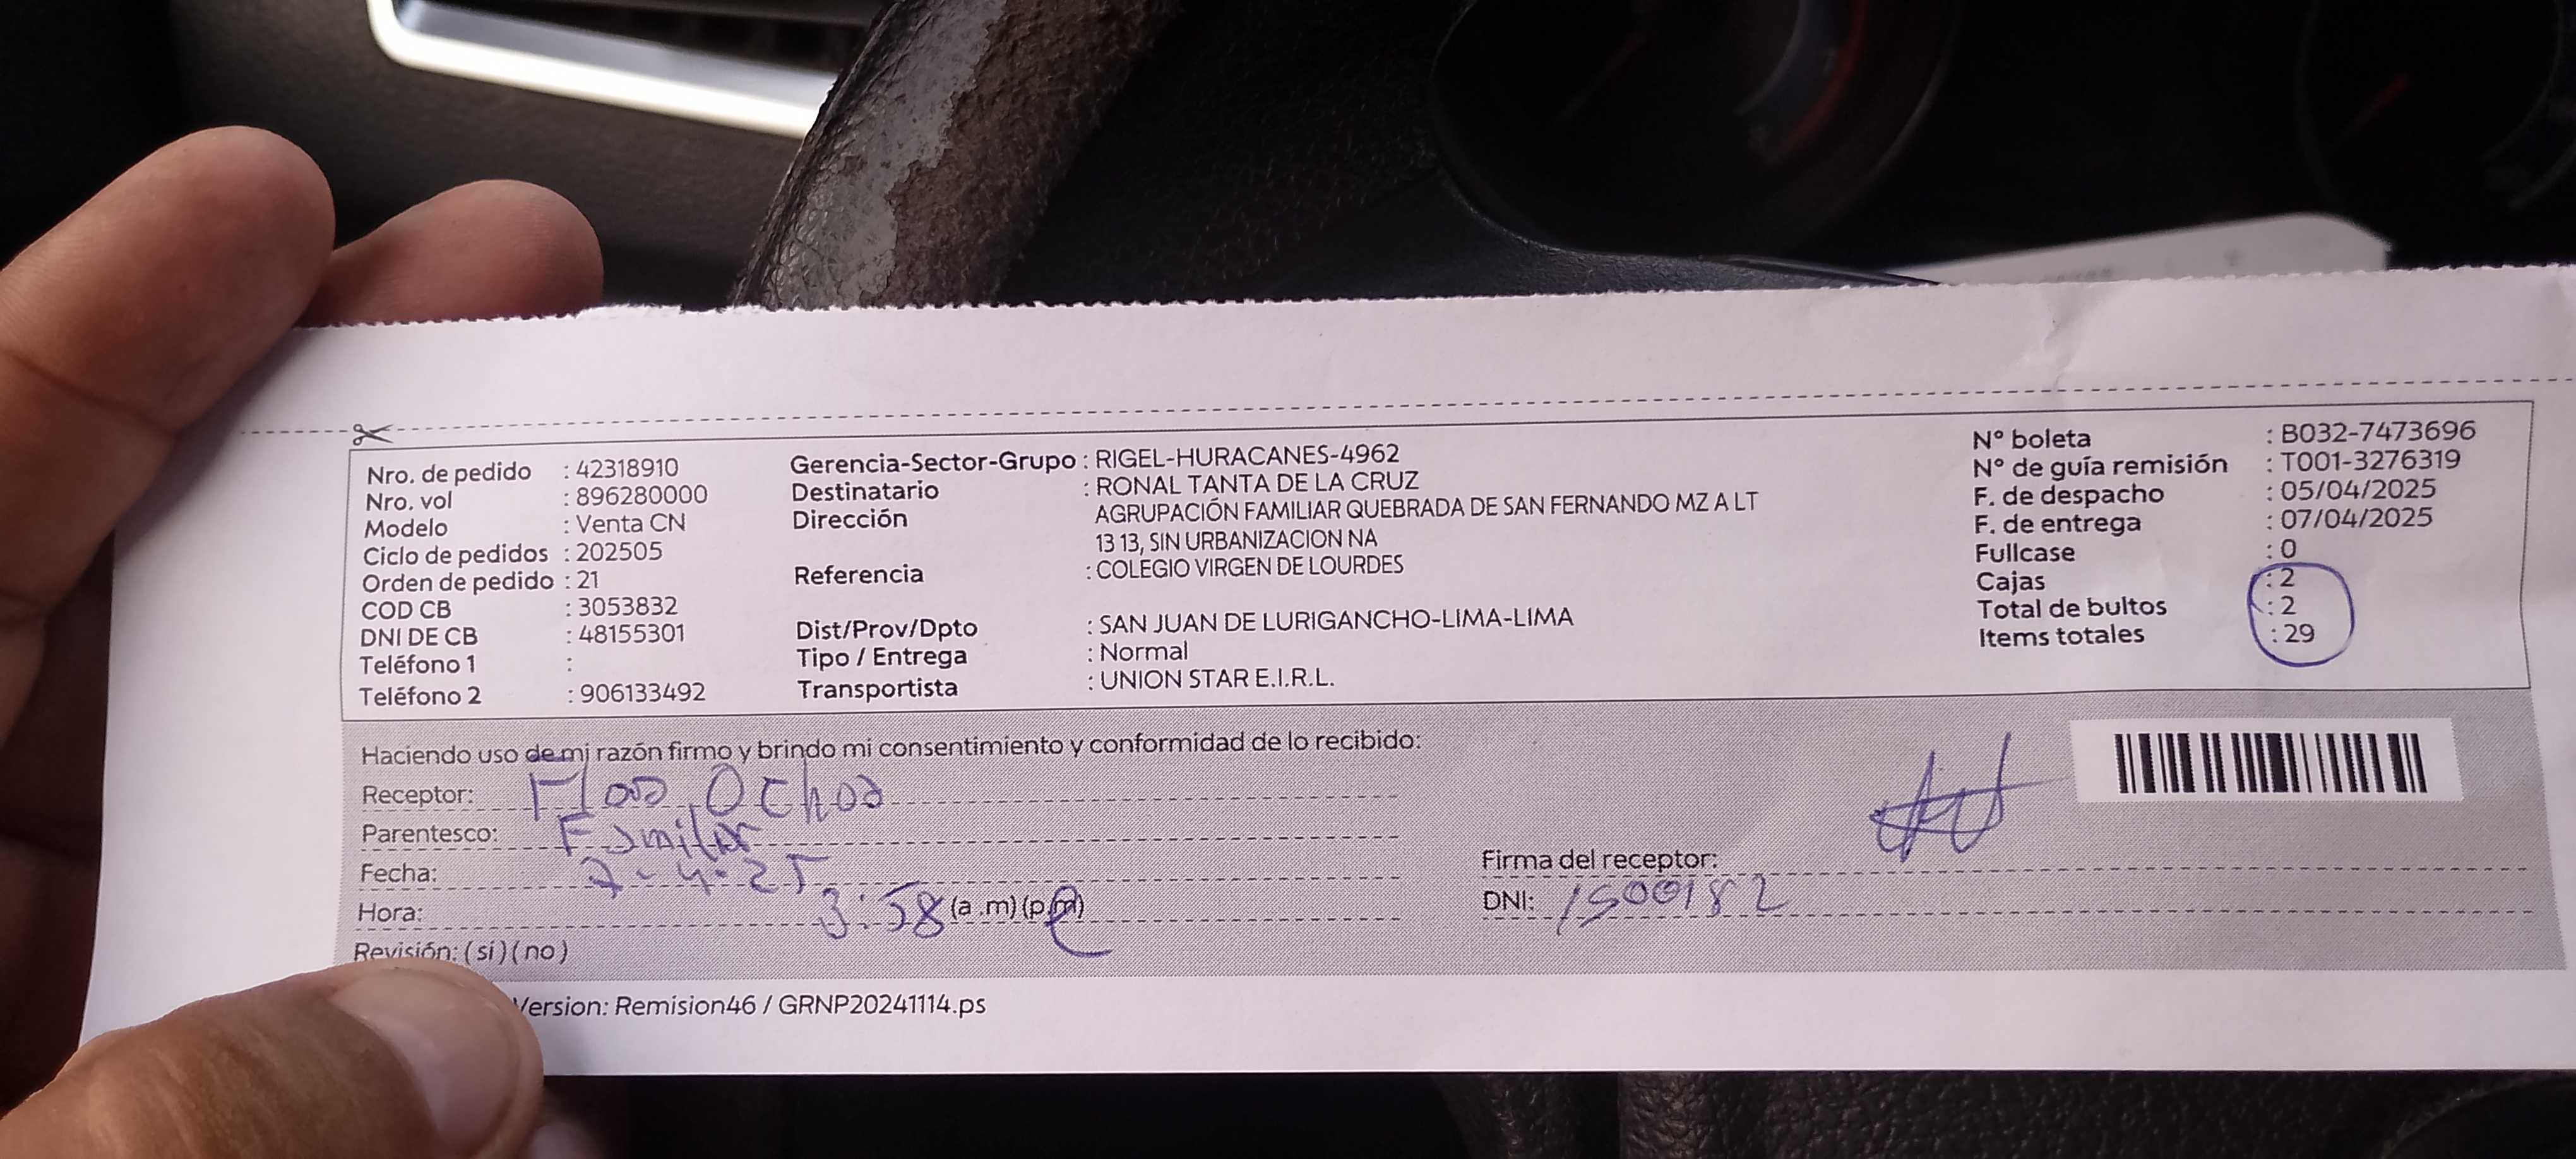 Nro. de pedido : 42318910
Nro. vol : 896280000
Modelo : Venta CN
Ciclo de pedidos : 202505
Orden de pedido : 21
COD CB : 3053832
DNI DE CB : 48155301
Teléfono 1 :
Teléfono 2 : 906133492
Gerencia-Sector-Grupo : RIGEL-HURACANES-4962
Destinatario : RONAL TANTA DE LA CRUZ
Dirección AGRUPACIÓN FAMILIAR QUEBRADA DE SAN FERNANDO MZ A LT
13 13, SIN URBANIZACION NA
Referencia : COLEGIO VIRGEN DE LOURDES
Dist/Prov/Dpto : SAN JUAN DE LURIGANCHO-LIMA-LIMA
Tipo / Entrega : Normal
Transportista : UNION STAR E.I.R.L.
Nº boleta : B032-7473696
Nº de guía remisión : T001-3276319
F. de despacho : 05/04/2025
F. de entrega : 07/04/2025
Fullcase : 0
Cajas : 2
Total de bultos : 2
Items totales : 29
Haciendo uso de mi razón firmo y brindo mi consentimiento y conformidad de lo recibido:
Receptor: Ochoa
Parentesco: Familiar
Fecha: 7-4-25
Hora: 3:58 (a .m) (p.m)
Revisión: (si) (no)
Firma del receptor:
DNI: 1500182
Version: Remision46 / GRNP20241114.ps